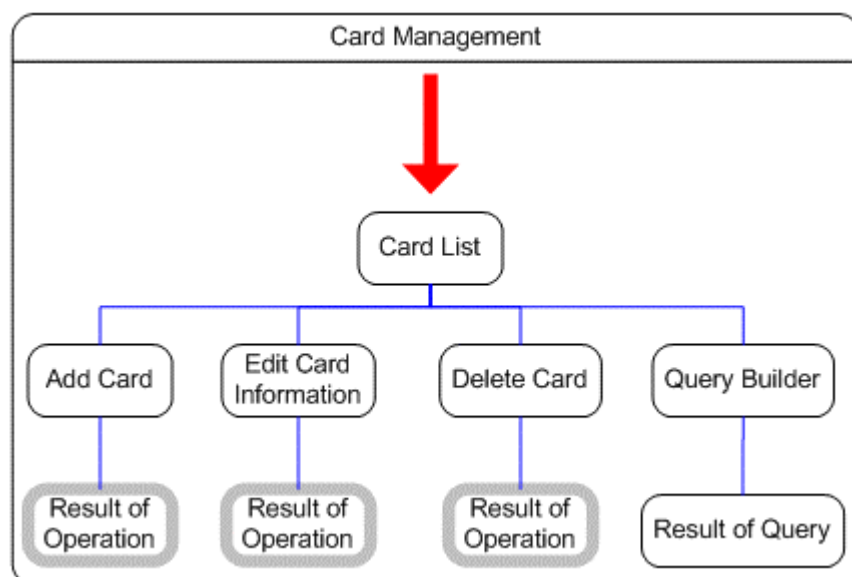 Card Management
Card List
Add Card
Edit Card
Information
Delete Card
Query Builder
Result of
Operation
Result of
Operation
Result of
Operation
Result of Query